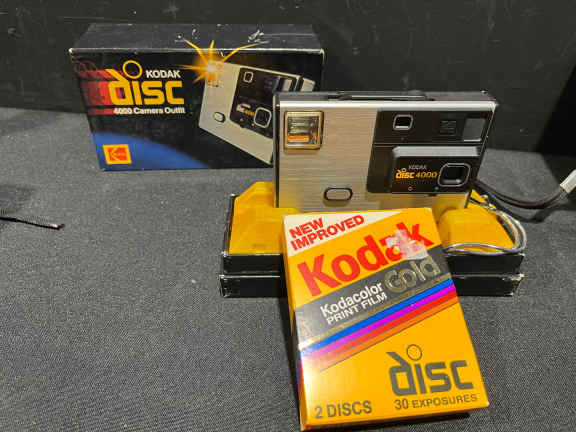 KODAK
disc
4000 Camera Outfit
KODAK
disc 4000
NEW
IMPROVED
Kodak
Kodacolor Gold
PRINT FILM
disc
2 DISCS 30 EXPOSURES